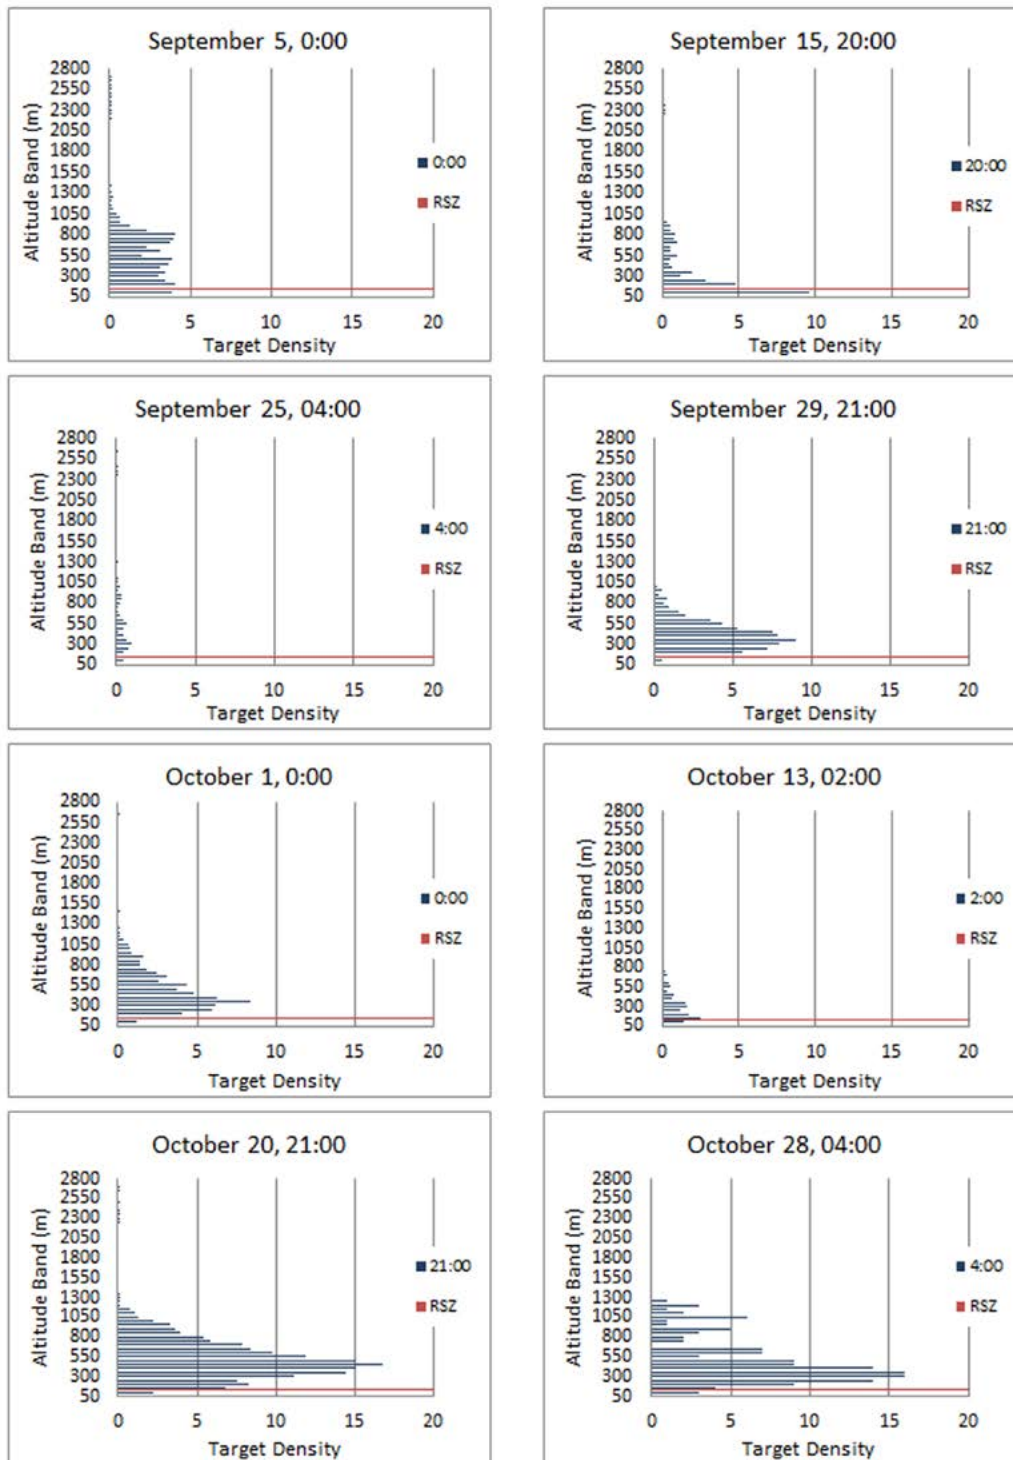 September 5, 0:00
2800
2550
2300
2050
1800
1550
1300
1050
800
550
300
50
Altitude Band (m)
0:00
RSZ
0 5 10 15 20
Target Density
September 15, 20:00
2800
2550
2300
2050
1800
1550
1300
1050
800
550
300
50
Altitude Band (m)
20:00
RSZ
0 5 10 15 20
Target Density
September 25, 04:00
2800
2550
2300
2050
1800
1550
1300
1050
800
550
300
50
Altitude Band (m)
4:00
RSZ
0 5 10 15 20
Target Density
September 29, 21:00
2800
2550
2300
2050
1800
1550
1300
1050
800
550
300
50
Altitude Band (m)
21:00
RSZ
0 5 10 15 20
Target Density
October 1, 0:00
2800
2550
2300
2050
1800
1550
1300
1050
800
550
300
50
Altitude Band (m)
0:00
RSZ
0 5 10 15 20
Target Density
October 13, 02:00
2800
2550
2300
2050
1800
1550
1300
1050
800
550
300
50
Altitude Band (m)
2:00
RSZ
0 5 10 15 20
Target Density
October 20, 21:00
2800
2550
2300
2050
1800
1550
1300
1050
800
550
300
50
Altitude Band (m)
21:00
RSZ
0 5 10 15 20
Target Density
October 28, 04:00
2800
2550
2300
2050
1800
1550
1300
1050
800
550
300
50
Altitude Band (m)
4:00
RSZ
0 5 10 15 20
Target Density